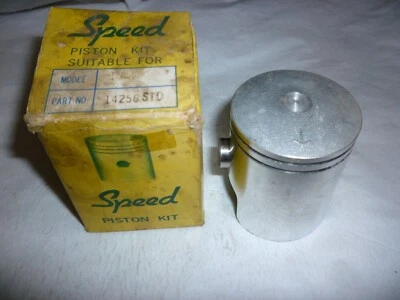 Speed
PISTON KIT
SUITABLE FOR
MODEL
PART NO 14256 STD
Speed
PISTON KIT